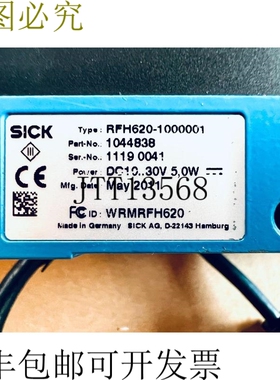 图必究
SICK
Type: RFH620-1000001
Part-No.: 1044838
Ser.-No.: 1119 0041
Power DC10...30V 5,0W
Mfg. Date May 2011
JTT13568
CE
FC ID: WRMRFH620
Made in Germany SICK AG, D-22143 Hamburg
包邮可开发票